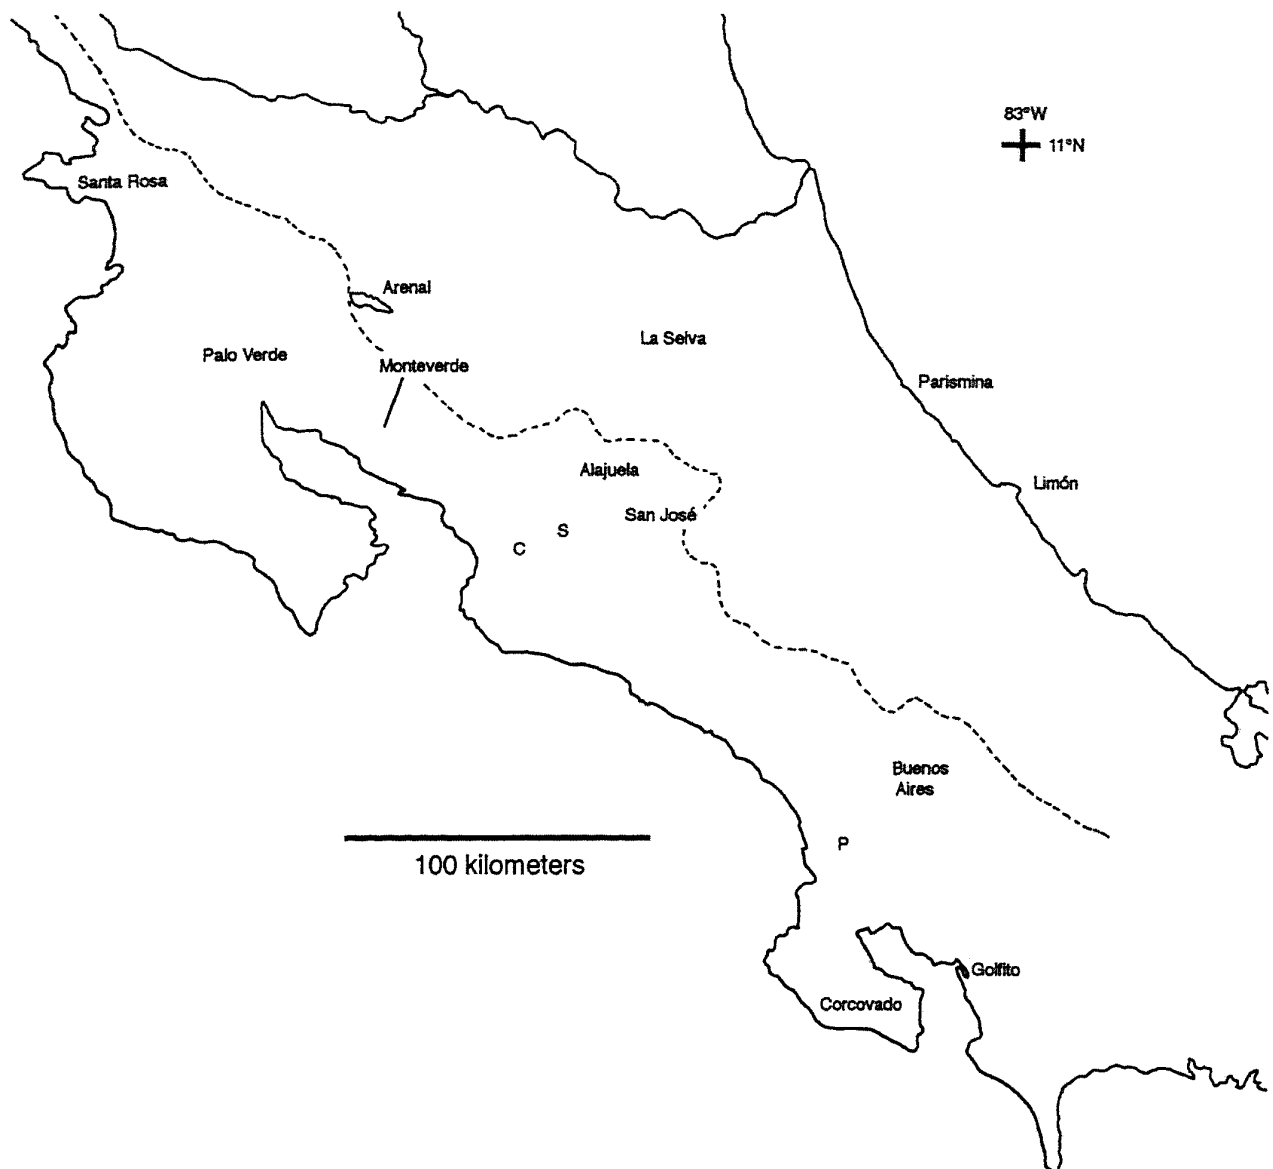 83°W
11°N
Santa Rosa
Arenal
La Selva
Palo Verde
Monteverde
Parismina
Alajuela
Limón
San José
S
C
Buenos
Aires
P
100 kilometers
Golfito
Corcovado